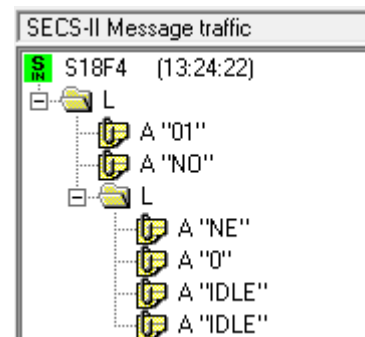 SECS-II Message traffic
S IN S18F4 (13:24:22)
L
A "01"
A "NO"
L
A "NE"
A "0"
A "IDLE"
A "IDLE"